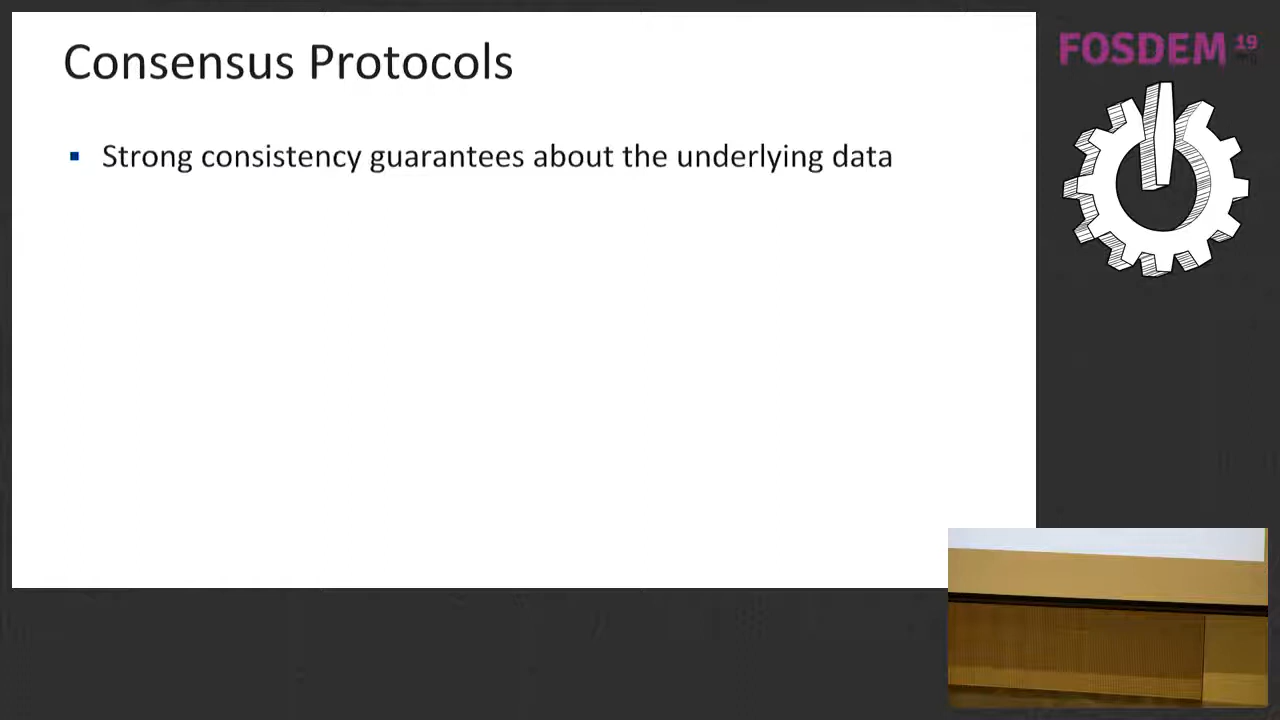 Consensus Protocols
FOSDEM 19
▪ Strong consistency guarantees about the underlying data